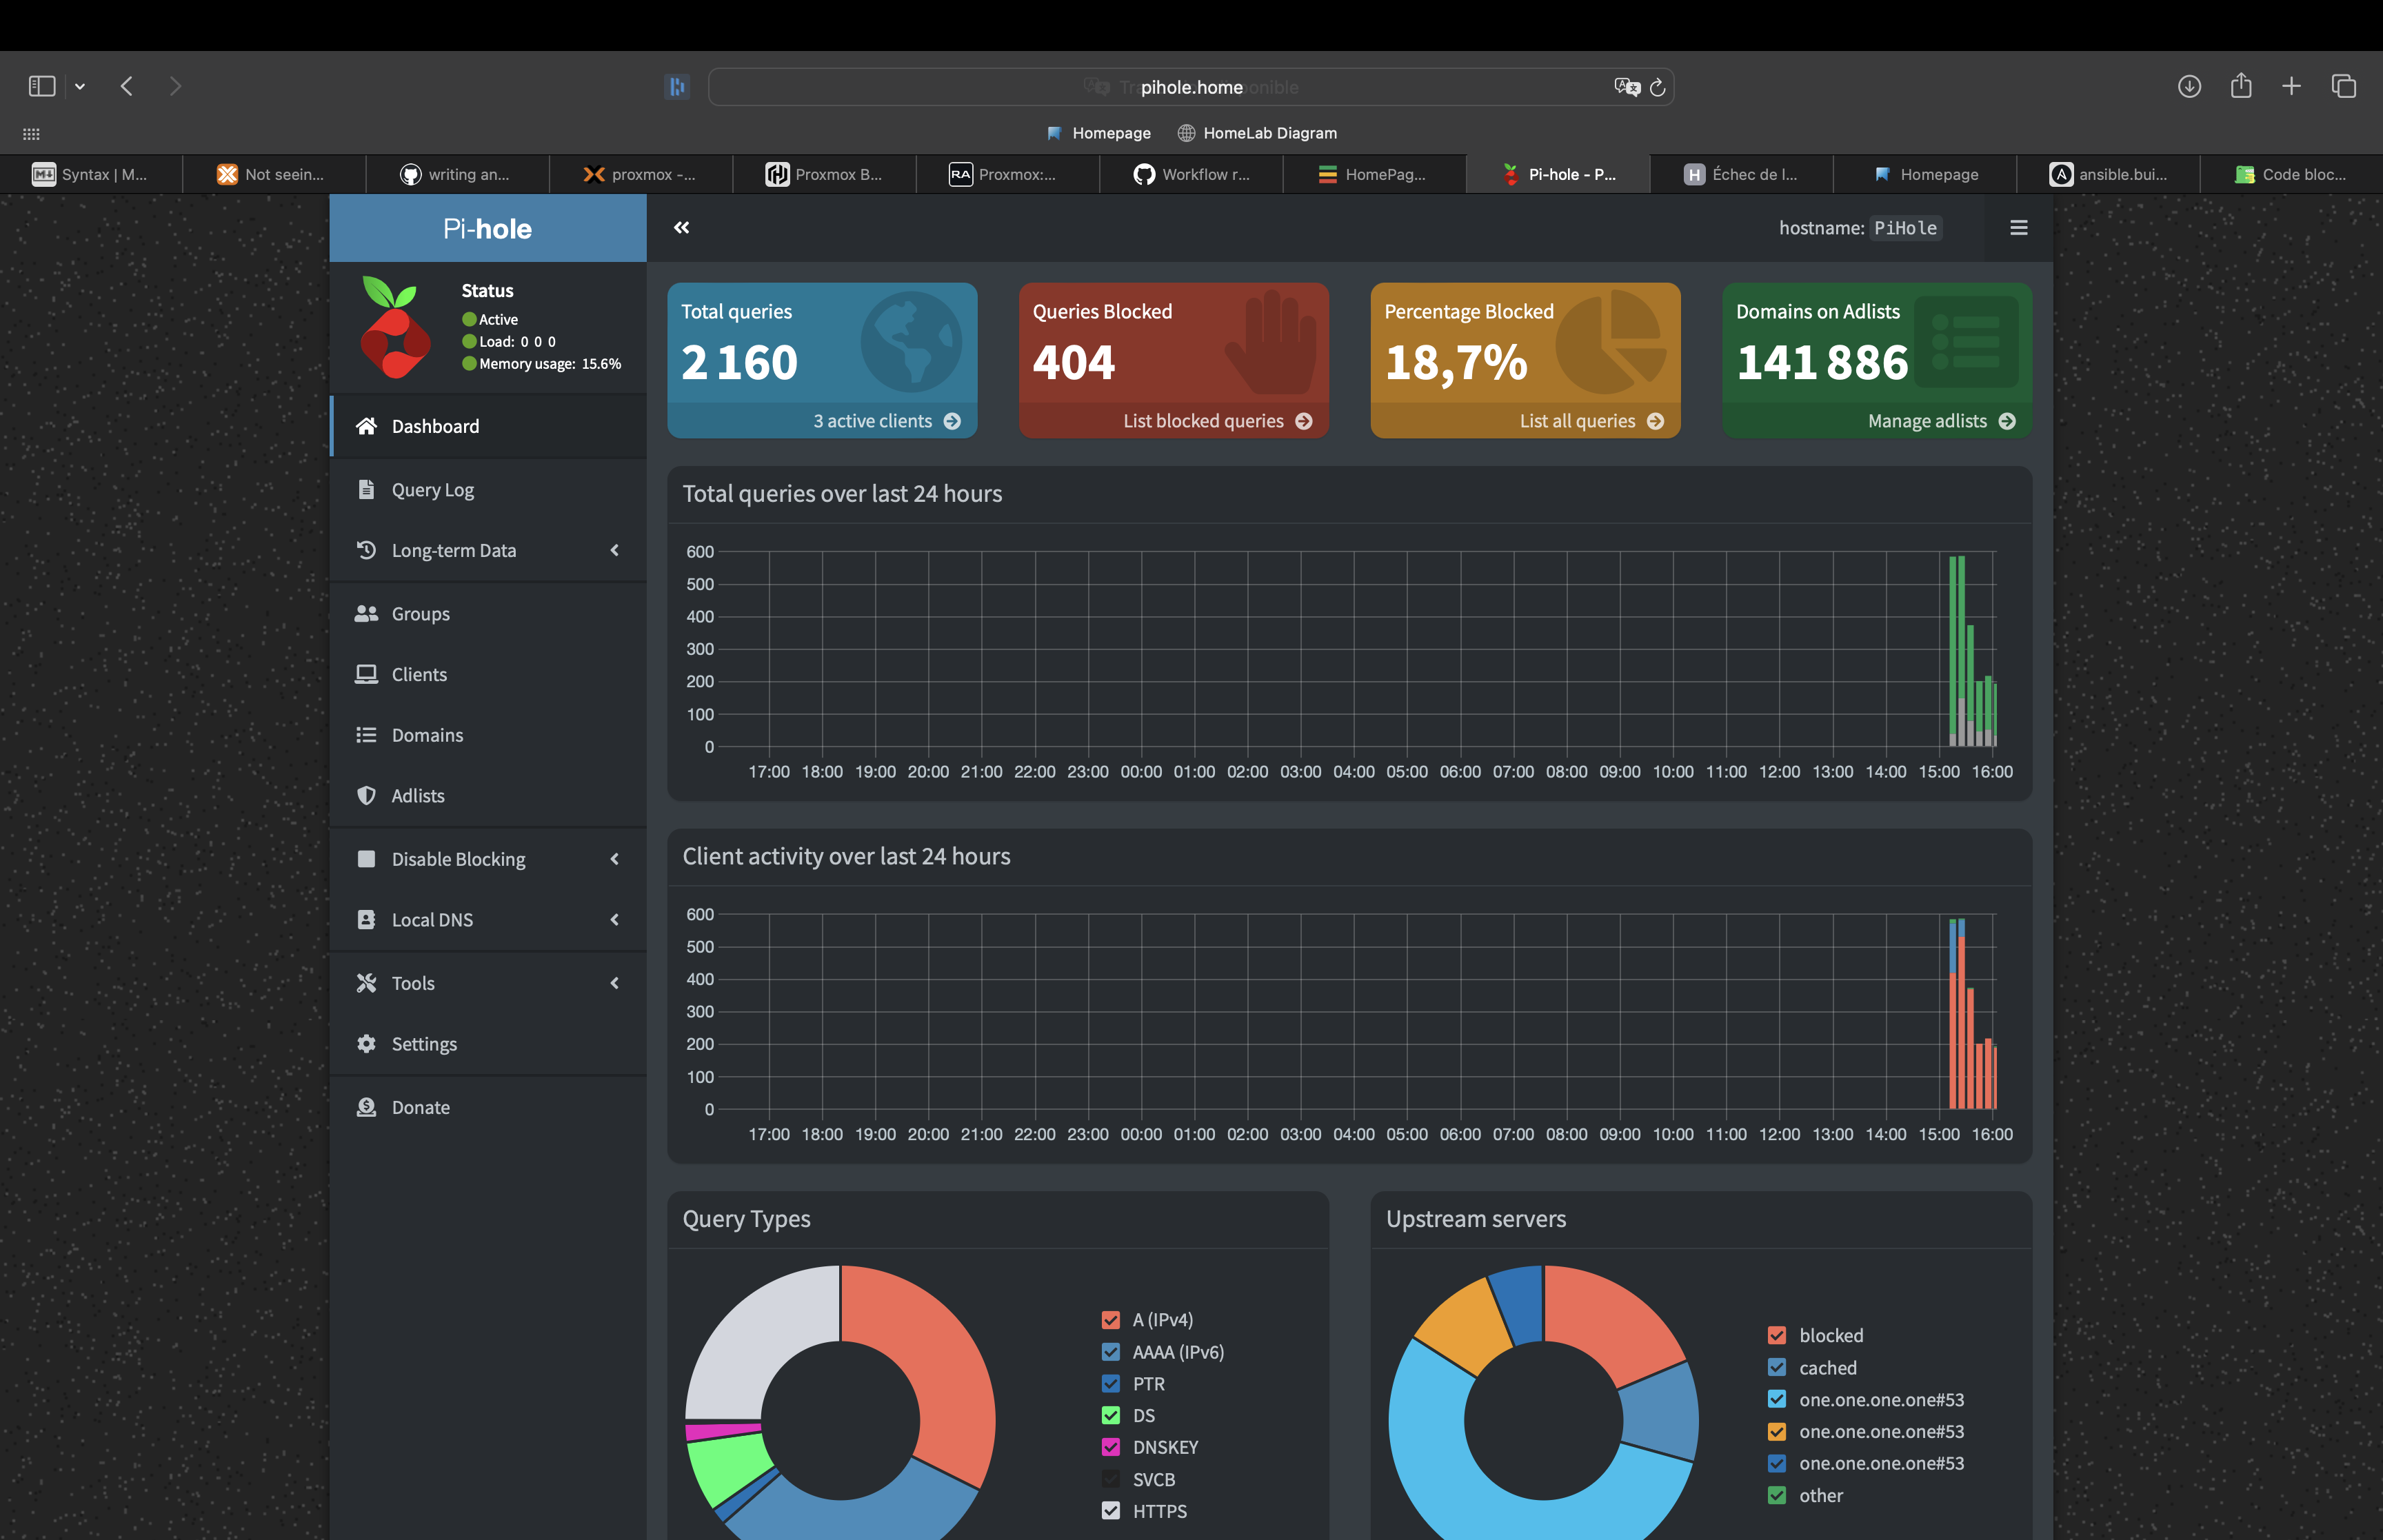 pihole.home
Homepage
HomeLab Diagram
Syntax | M...
Not seein...
writing an...
proxmox -...
Proxmox B...
RA
Proxmox:...
Workflow r...
HomePag...
Pi-hole - P...
H
Échec de l...
Homepage
ansible.bui...
Code bloc...
Pi-hole
hostname: PiHole
Status
Active
Load: 0 0 0
Memory usage: 15.6%
Dashboard
Query Log
Long-term Data
Groups
Clients
Domains
Adlists
Disable Blocking
Local DNS
Tools
Settings
Donate
Total queries
2 160
3 active clients
Queries Blocked
404
List blocked queries
Percentage Blocked
18,7%
List all queries
Domains on Adlists
141 886
Manage adlists
Total queries over last 24 hours
600
500
400
300
200
100
0
17:00 18:00 19:00 20:00 21:00 22:00 23:00 00:00 01:00 02:00 03:00 04:00 05:00 06:00 07:00 08:00 09:00 10:00 11:00 12:00 13:00 14:00 15:00 16:00
Client activity over last 24 hours
600
500
400
300
200
100
0
17:00 18:00 19:00 20:00 21:00 22:00 23:00 00:00 01:00 02:00 03:00 04:00 05:00 06:00 07:00 08:00 09:00 10:00 11:00 12:00 13:00 14:00 15:00 16:00
Query Types
A (IPv4)
AAAA (IPv6)
PTR
DS
DNSKEY
SVCB
HTTPS
Upstream servers
blocked
cached
one.one.one.one#53
one.one.one.one#53
one.one.one.one#53
other